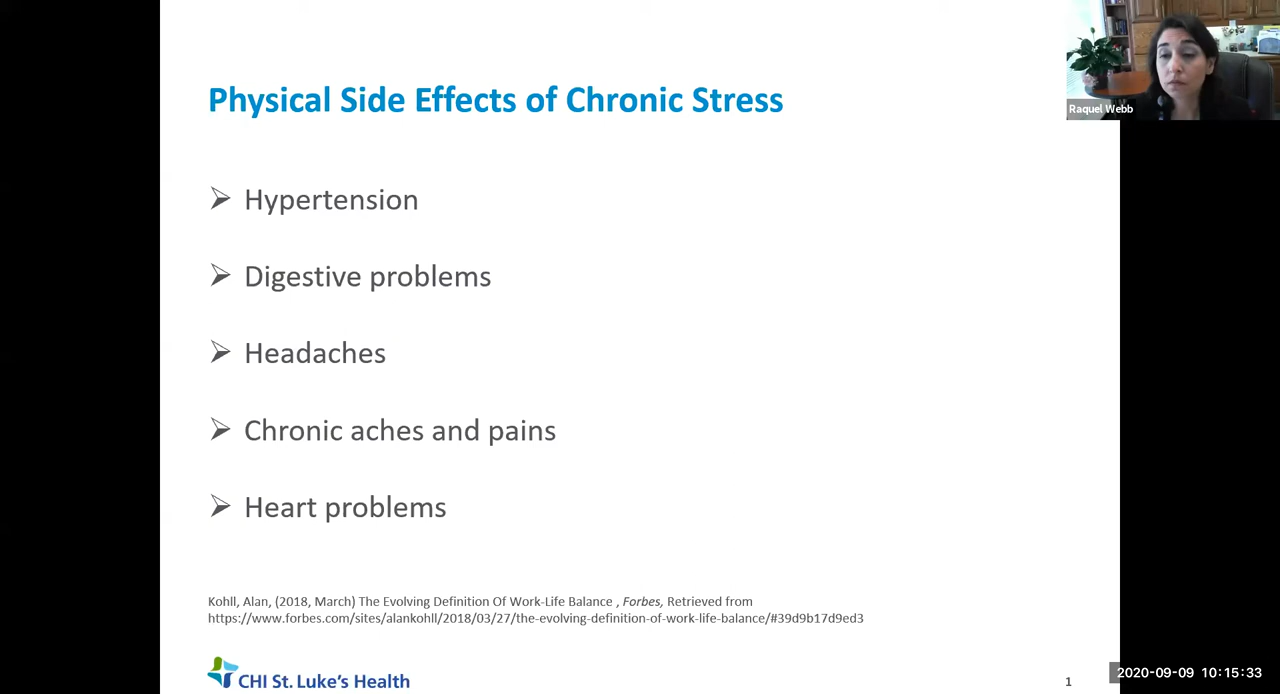 Physical Side Effects of Chronic Stress
Raquel Webb
➢ Hypertension
➢ Digestive problems
➢ Headaches
➢ Chronic aches and pains
➢ Heart problems
Kohll, Alan, (2018, March) The Evolving Definition Of Work-Life Balance , Forbes, Retrieved from
https://www.forbes.com/sites/alankohll/2018/03/27/the-evolving-definition-of-work-life-balance/#39d9b17d9ed3
CHI St. Luke's Health
1
2020-09-09 10:15:33